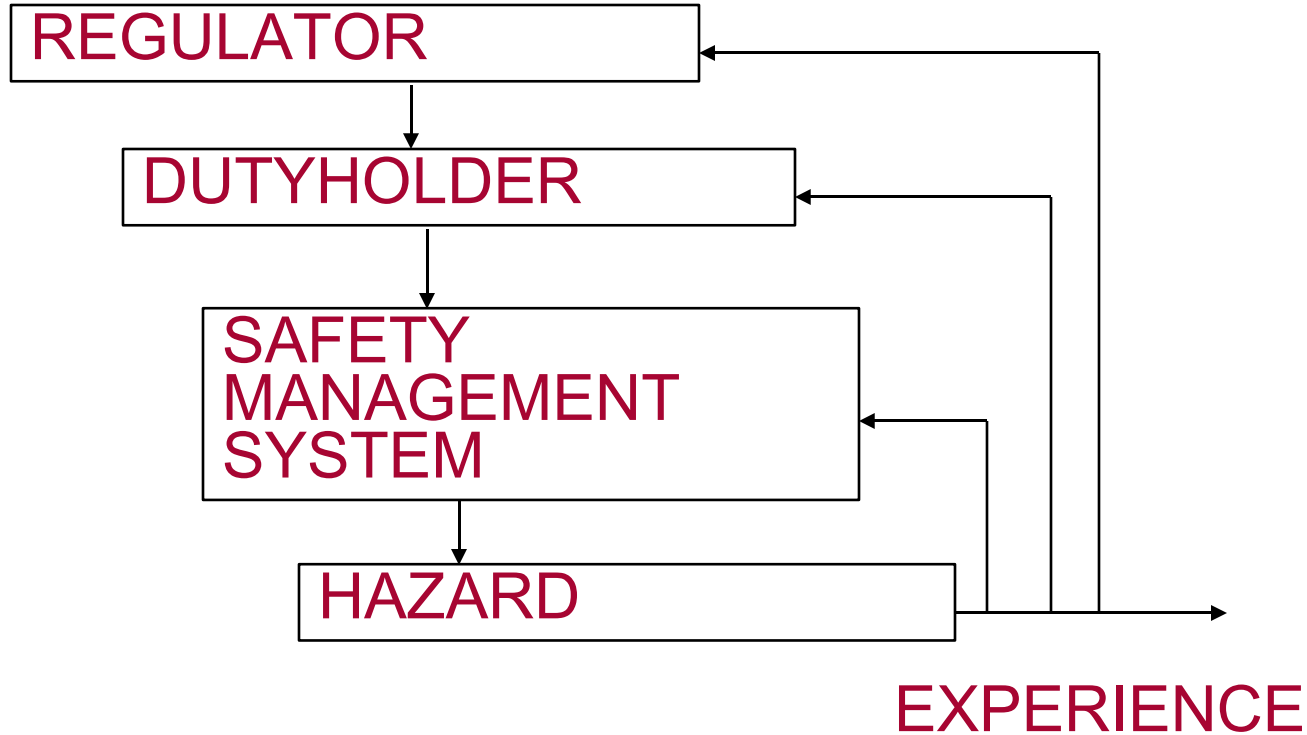 REGULATOR
DUTYHOLDER
SAFETY
MANAGEMENT
SYSTEM
HAZARD
EXPERIENCE